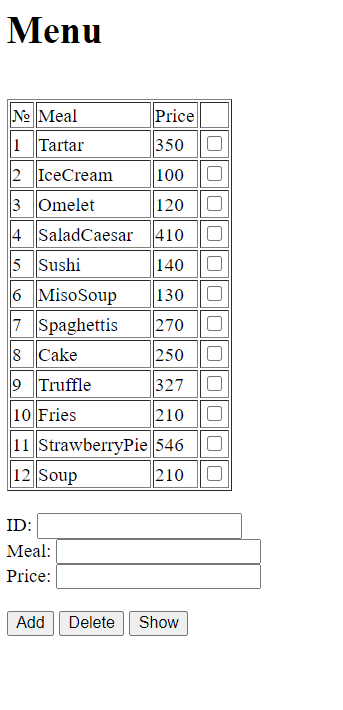 Menu
№ Meal Price
1 Tartar 350
2 IceCream 100
3 Omelet 120
4 SaladCaesar 410
5 Sushi 140
6 MisoSoup 130
7 Spaghettis 270
8 Cake 250
9 Truffle 327
10 Fries 210
11 StrawberryPie 546
12 Soup 210
ID:
Meal:
Price:
Add Delete Show